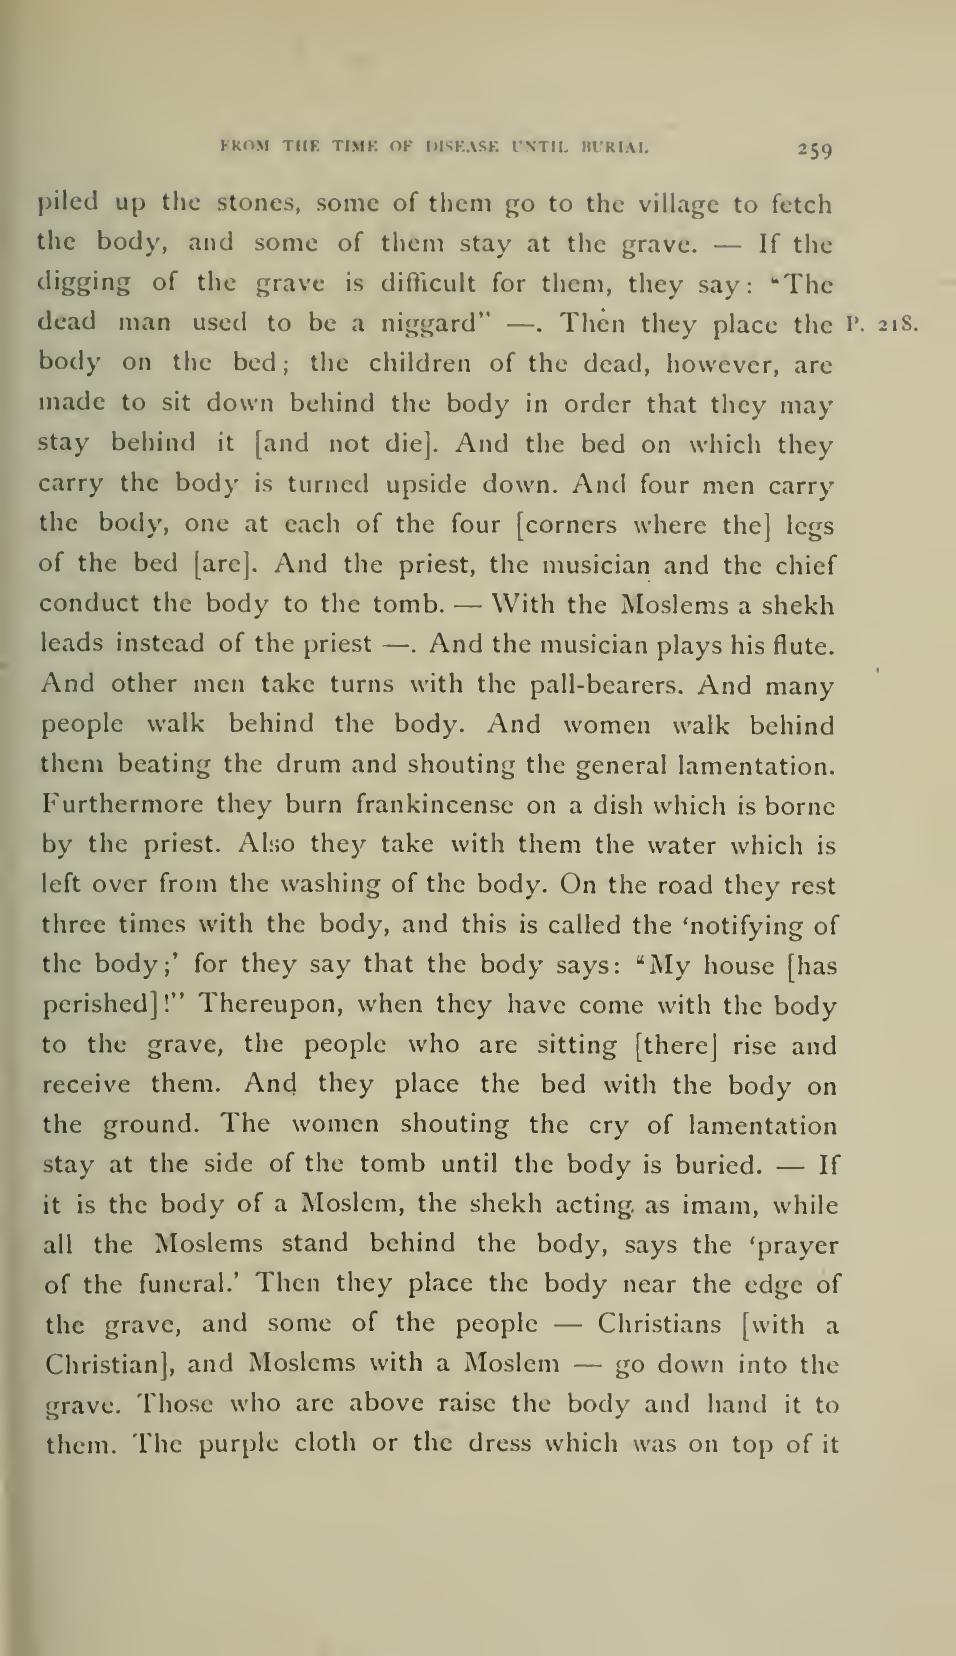 FROM THE TIME OF DISEASE UNTIL BURIAL 259
piled up the stones, some of them go to the village to fetch
the body, and some of them stay at the grave. — If the
digging of the grave is difficult for them, they say: “The
dead man used to be a niggard” —. Then they place the P. 218.
body on the bed; the children of the dead, however, are
made to sit down behind the body in order that they may
stay behind it [and not die]. And the bed on which they
carry the body is turned upside down. And four men carry
the body, one at each of the four [corners where the] legs
of the bed [are]. And the priest, the musician and the chief
conduct the body to the tomb. — With the Moslems a shekh
leads instead of the priest —. And the musician plays his flute.
And other men take turns with the pall-bearers. And many
people walk behind the body. And women walk behind
them beating the drum and shouting the general lamentation.
Furthermore they burn frankincense on a dish which is borne
by the priest. Also they take with them the water which is
left over from the washing of the body. On the road they rest
three times with the body, and this is called the ‘notifying of
the body;’ for they say that the body says: “My house [has
perished]!” Thereupon, when they have come with the body
to the grave, the people who are sitting [there] rise and
receive them. And they place the bed with the body on
the ground. The women shouting the cry of lamentation
stay at the side of the tomb until the body is buried. — If
it is the body of a Moslem, the shekh acting as imam, while
all the Moslems stand behind the body, says the ‘prayer
of the funeral.’ Then they place the body near the edge of
the grave, and some of the people — Christians [with a
Christian], and Moslems with a Moslem — go down into the
grave. Those who are above raise the body and hand it to
them. The purple cloth or the dress which was on top of it